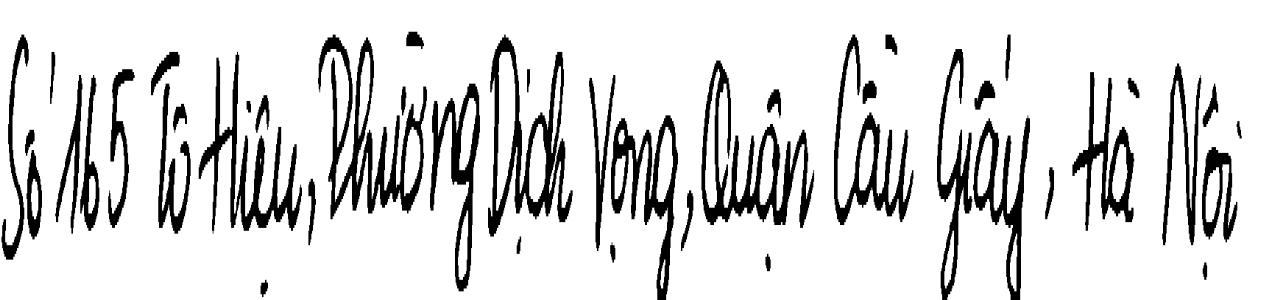 Số 165 Tô Hiệu, Phường Dịch Vọng, Quận Cầu Giấy, Hà Nội